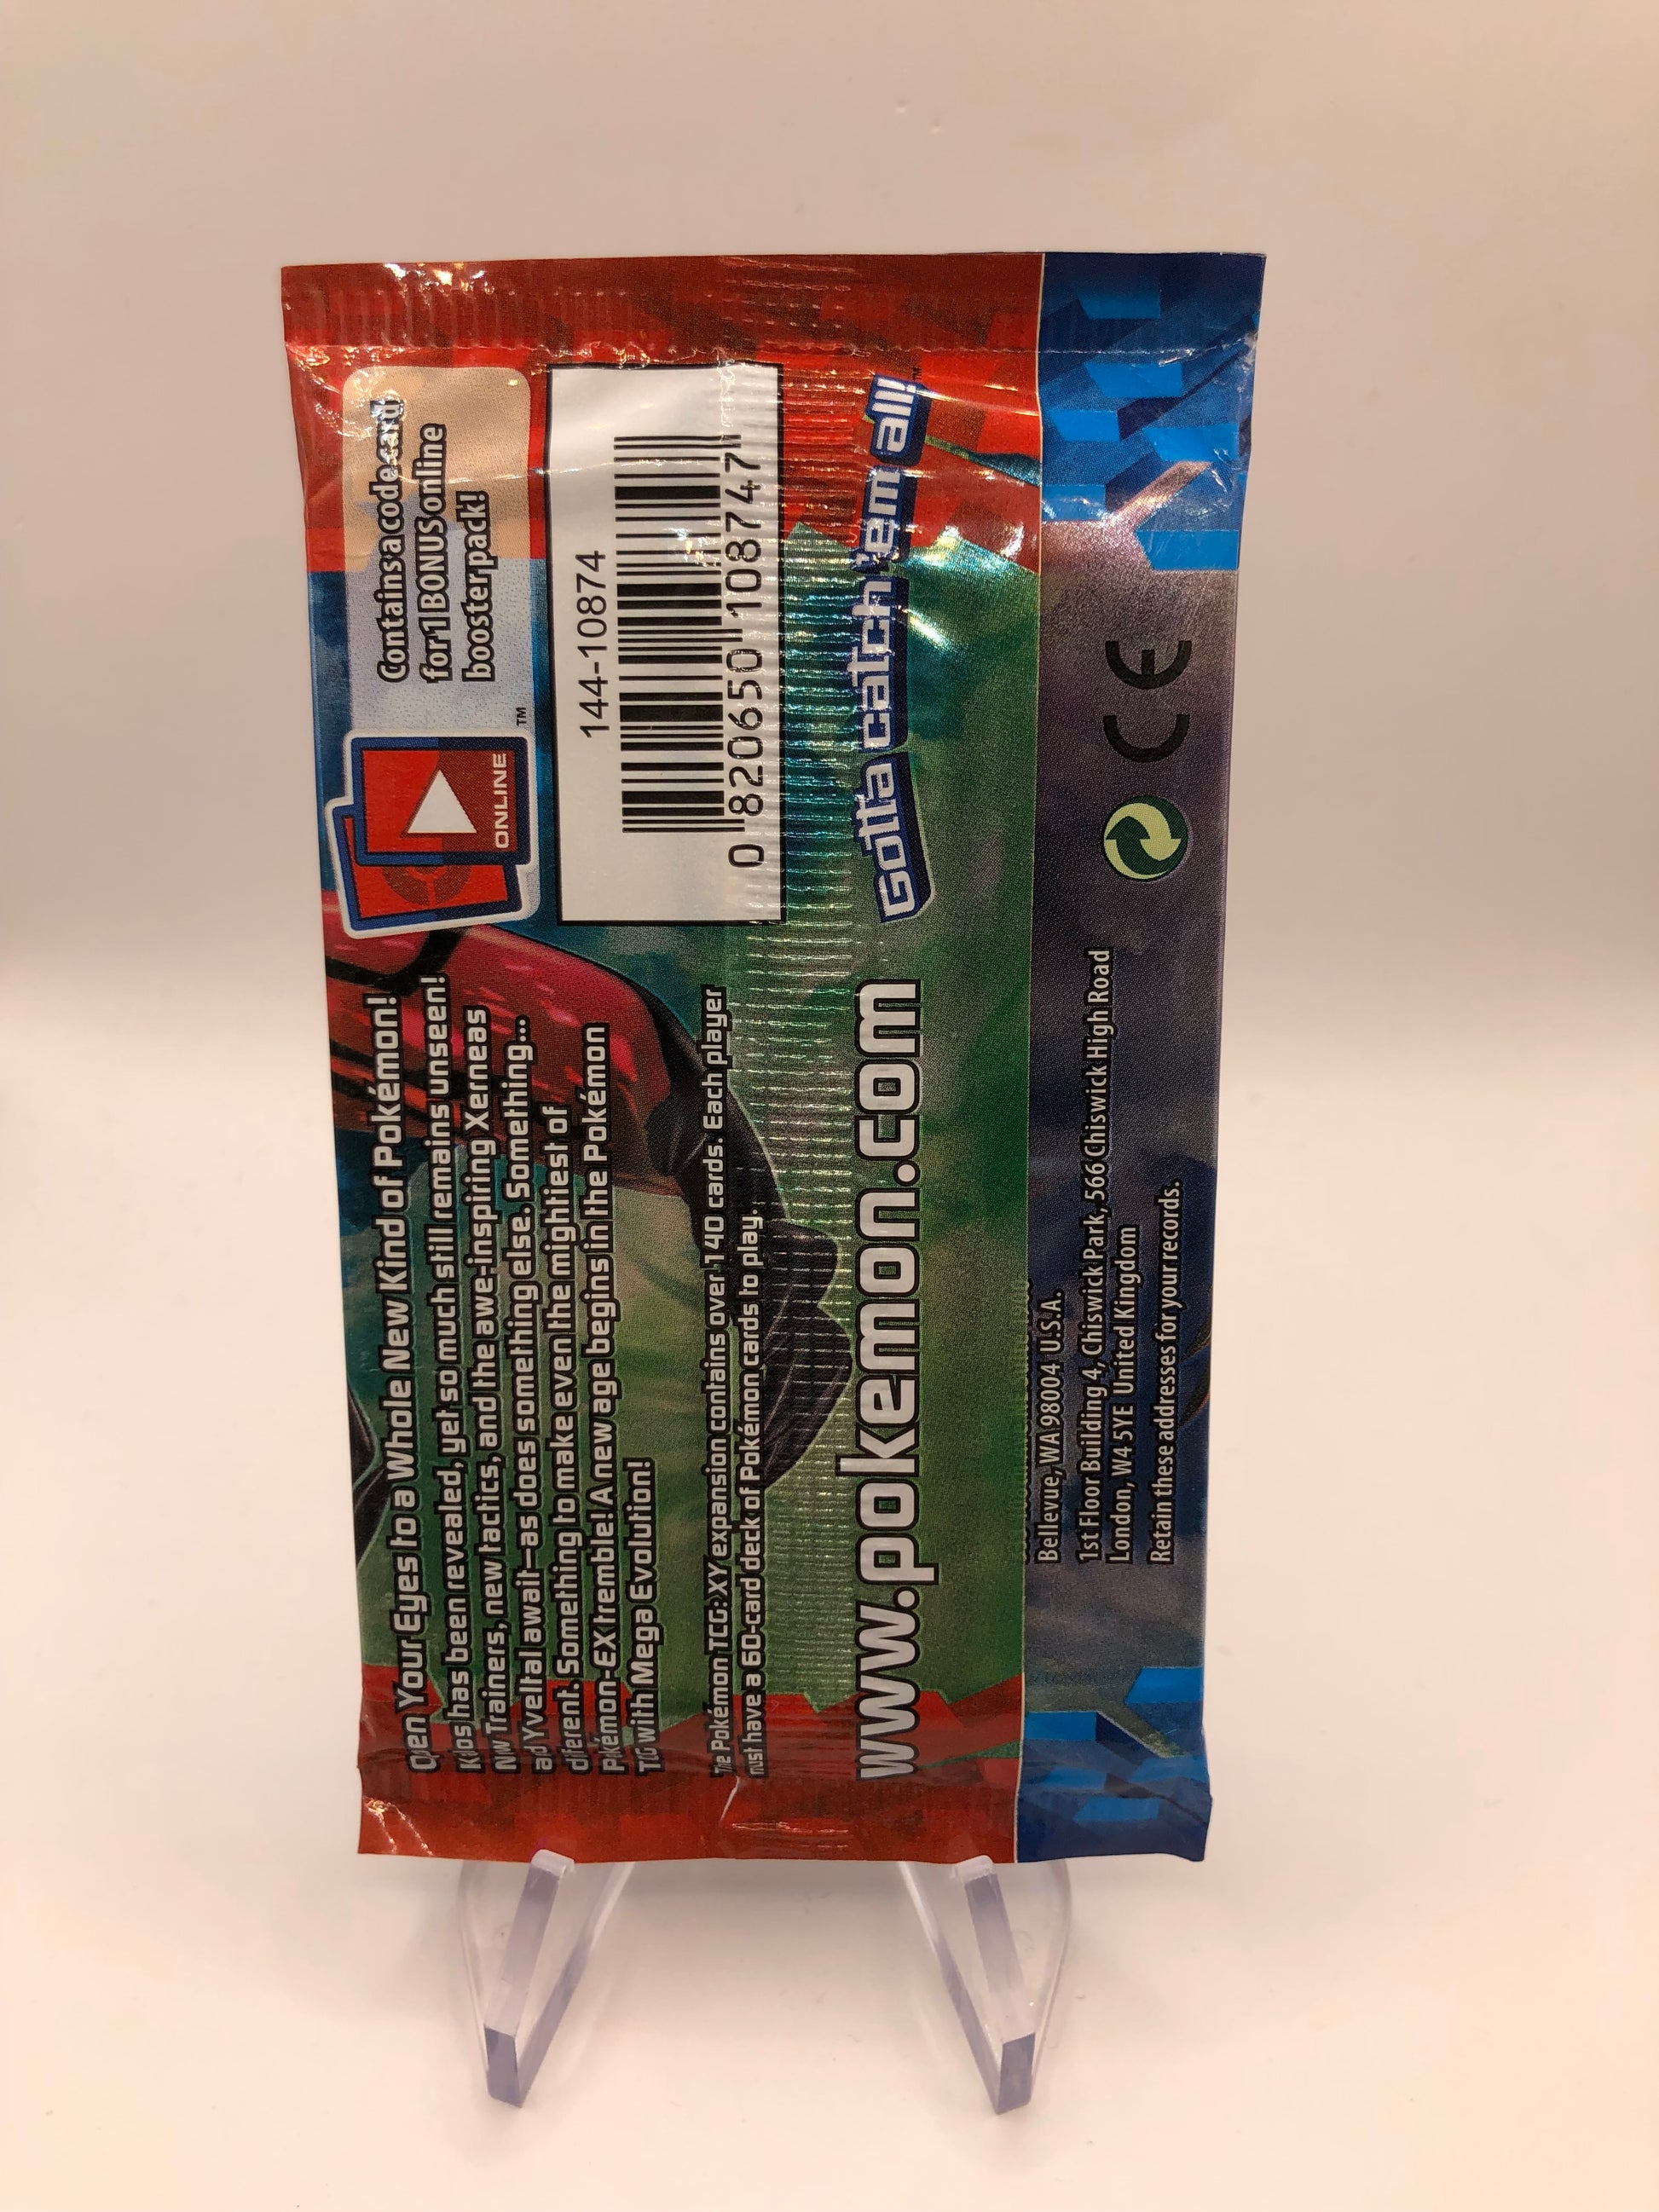 Open Your Eyes to a Whole New Kind of Pokémon!
Kalos has been revealed, yet so much still remains unseen!
New Trainers, new tactics, and the awe-inspiring Xerneas
and Yveltal await—as does something else. Something...
different. Something to make even the mightiest of
Pokémon-EX tremble! A new age begins in the Pokémon
TCG with Mega Evolution!
The Pokémon TCG: XY expansion contains over 140 cards. Each player
must have a 60-card deck of Pokémon cards to play.
www.pokemon.com
ONLINE
TM
Contains a code card
for 1 BONUS online
booster pack!
144-10874
0 82065010874 7
Gotta catch 'em all!™
Bellevue, WA 98004 U.S.A.
1st Floor Building 4, Chiswick Park, 566 Chiswick High Road
London, W4 5YE United Kingdom
Retain these addresses for your records.
CE